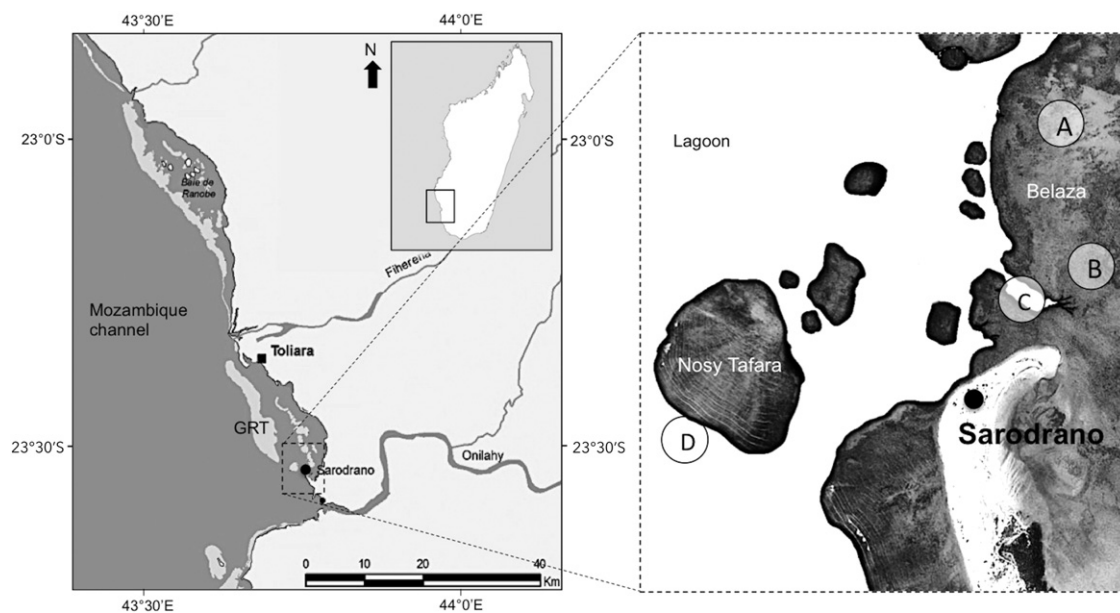 43°30'E
44°0'E
N
23°0'S
23°0'S
Baie de
Ranobe
Fiherena
Mozambique
channel
Toliara
GRT
23°30'S
23°30'S
Onilahy
Sarodrano
0 10 20 40
Km
43°30'E
44°0'E
Lagoon
A
Belaza
B
C
Nosy Tafara
D
Sarodrano